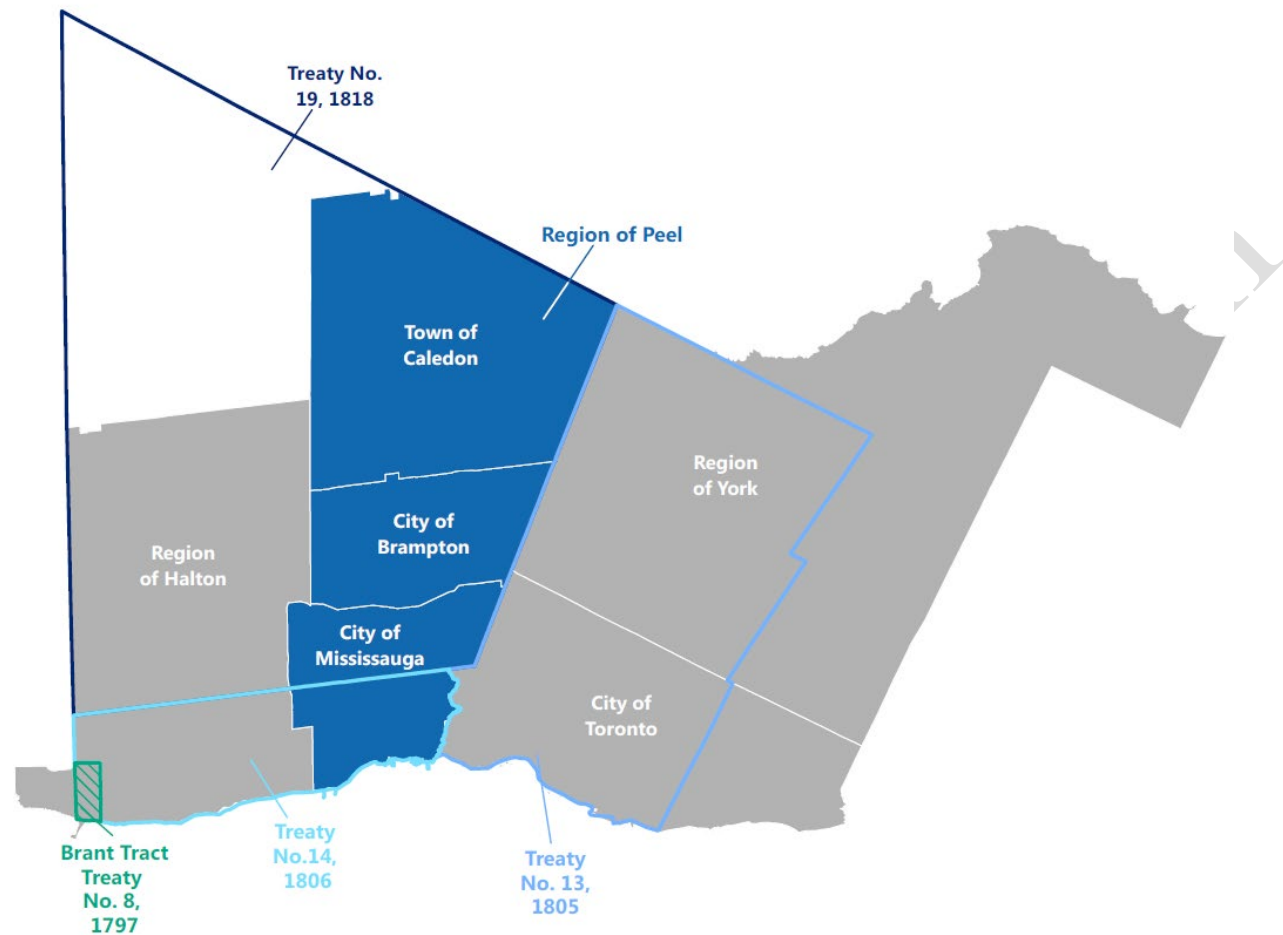 Treaty No.
19, 1818
Region of Peel
Town of
Caledon
Region
of York
City of
Brampton
Region
of Halton
City of
Mississauga
City of
Toronto
Brant Tract
Treaty
No. 8,
1797
Treaty
No.14,
1806
Treaty
No. 13,
1805